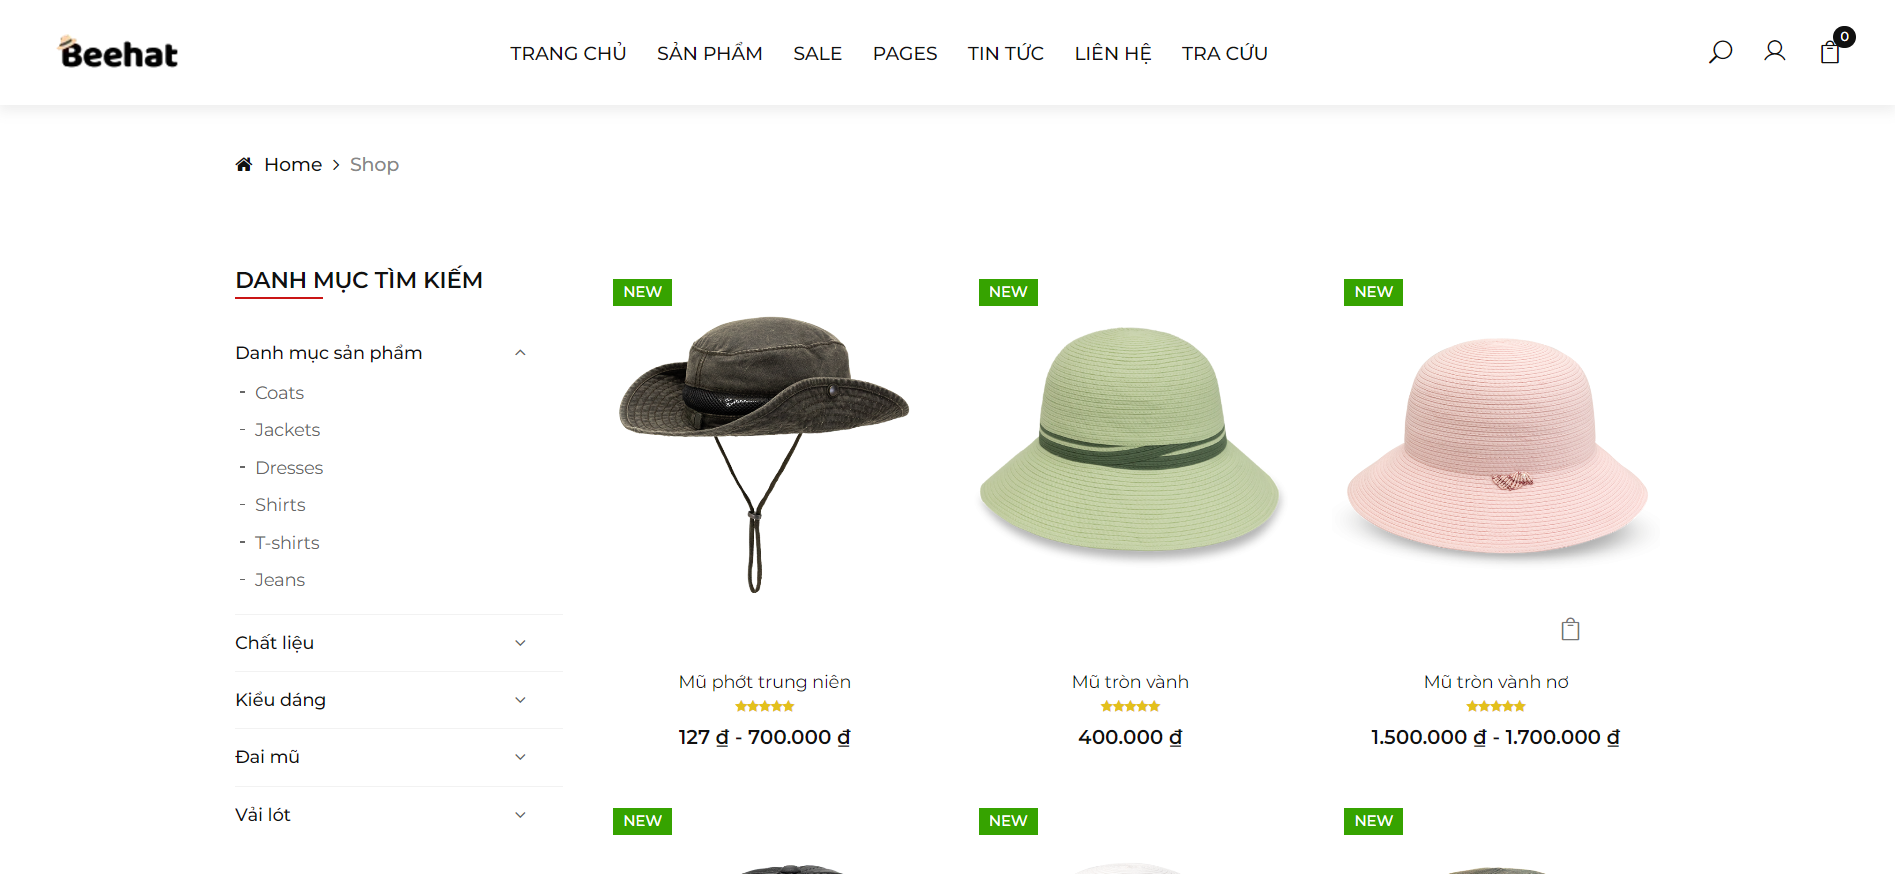 Beehat
TRANG CHỦ SẢN PHẨM SALE PAGES TIN TỨC LIÊN HỆ TRA CỨU
0
Home > Shop
DANH MỤC TÌM KIẾM
Danh mục sản phẩm
- Coats
- Jackets
- Dresses
- Shirts
- T-shirts
- Jeans
Chất liệu
Kiểu dáng
Đai mũ
Vải lót
NEW
Mũ phớt trung niên
127 ₫ - 700.000 ₫
NEW
Mũ tròn vành
400.000 ₫
NEW
Mũ tròn vành nơ
1.500.000 ₫ - 1.700.000 ₫
NEW
NEW
NEW